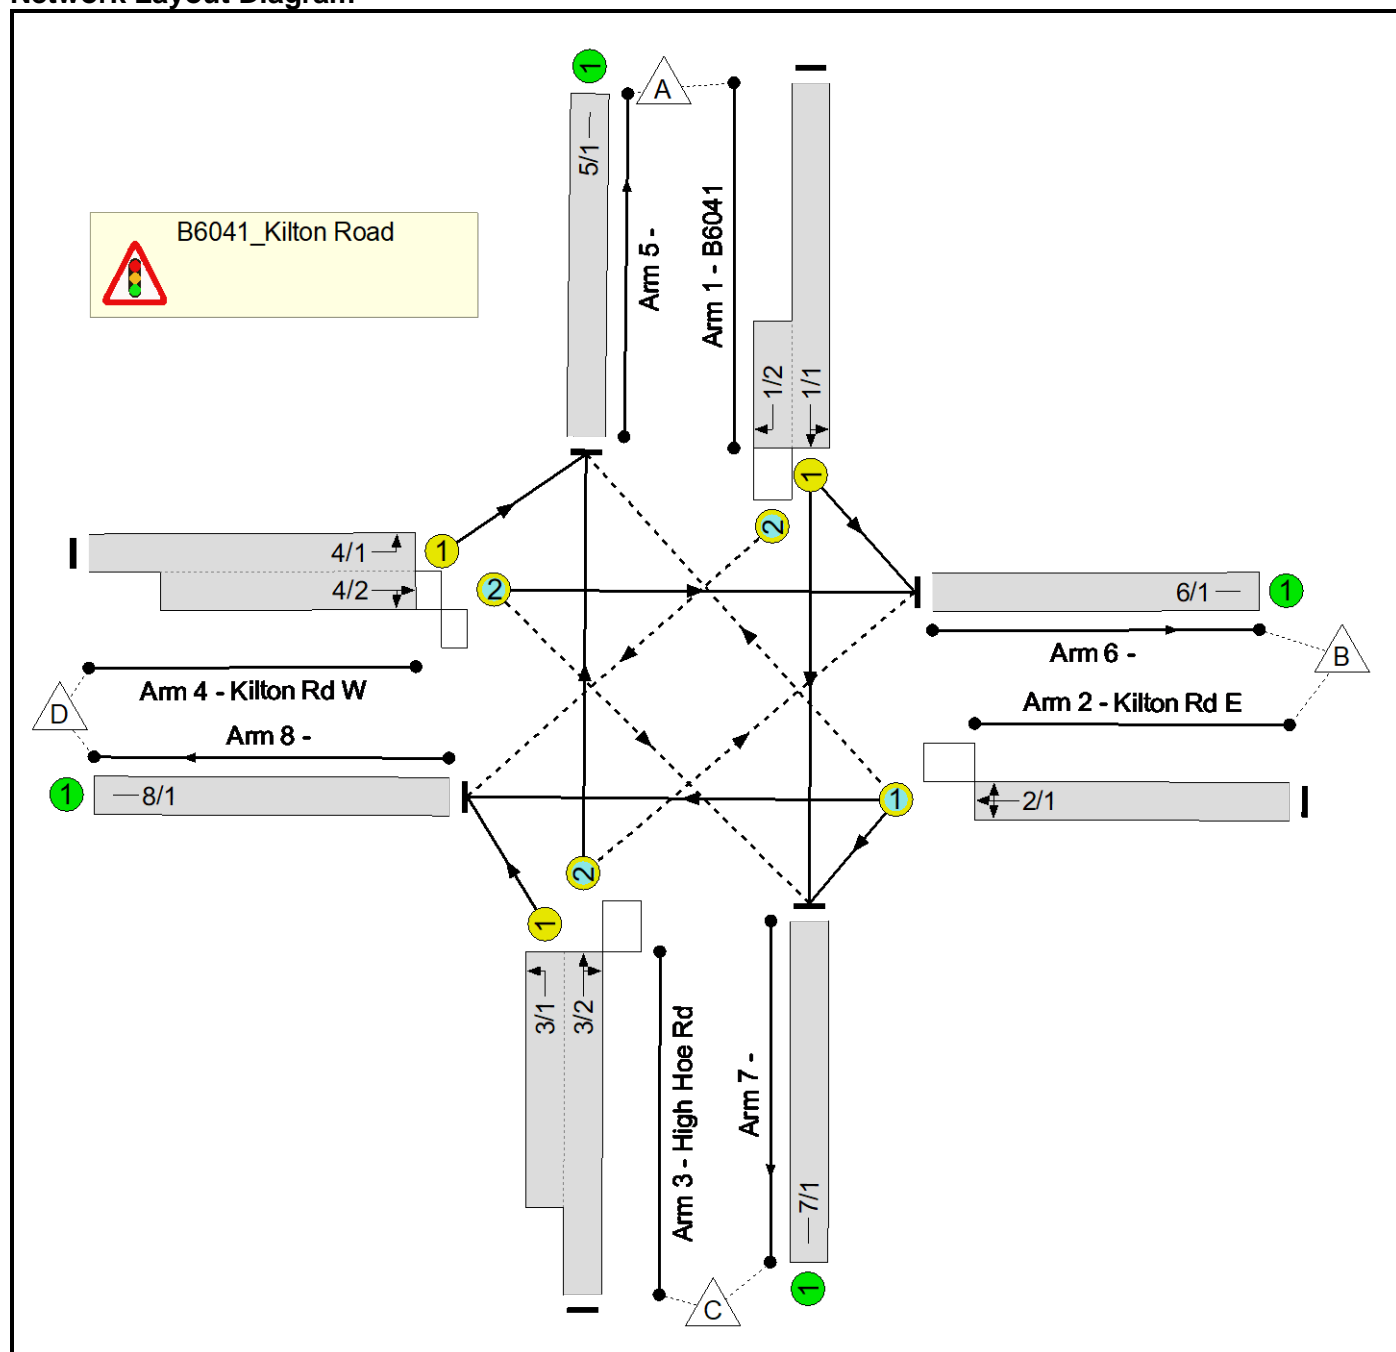 Network Layout Diagram
1
A
5/1
Arm 5 -
Arm 1 - B6041
B6041_Kilton Road
1/2
1/1
1
2
4/1
1
4/2
2
6/1
1
Arm 6 -
B
Arm 4 - Kilton Rd W
Arm 2 - Kilton Rd E
D
Arm 8 -
1
8/1
1
2/1
2
1
3/1
3/2
Arm 3 - High Hoe Rd
Arm 7 -
7/1
1
C